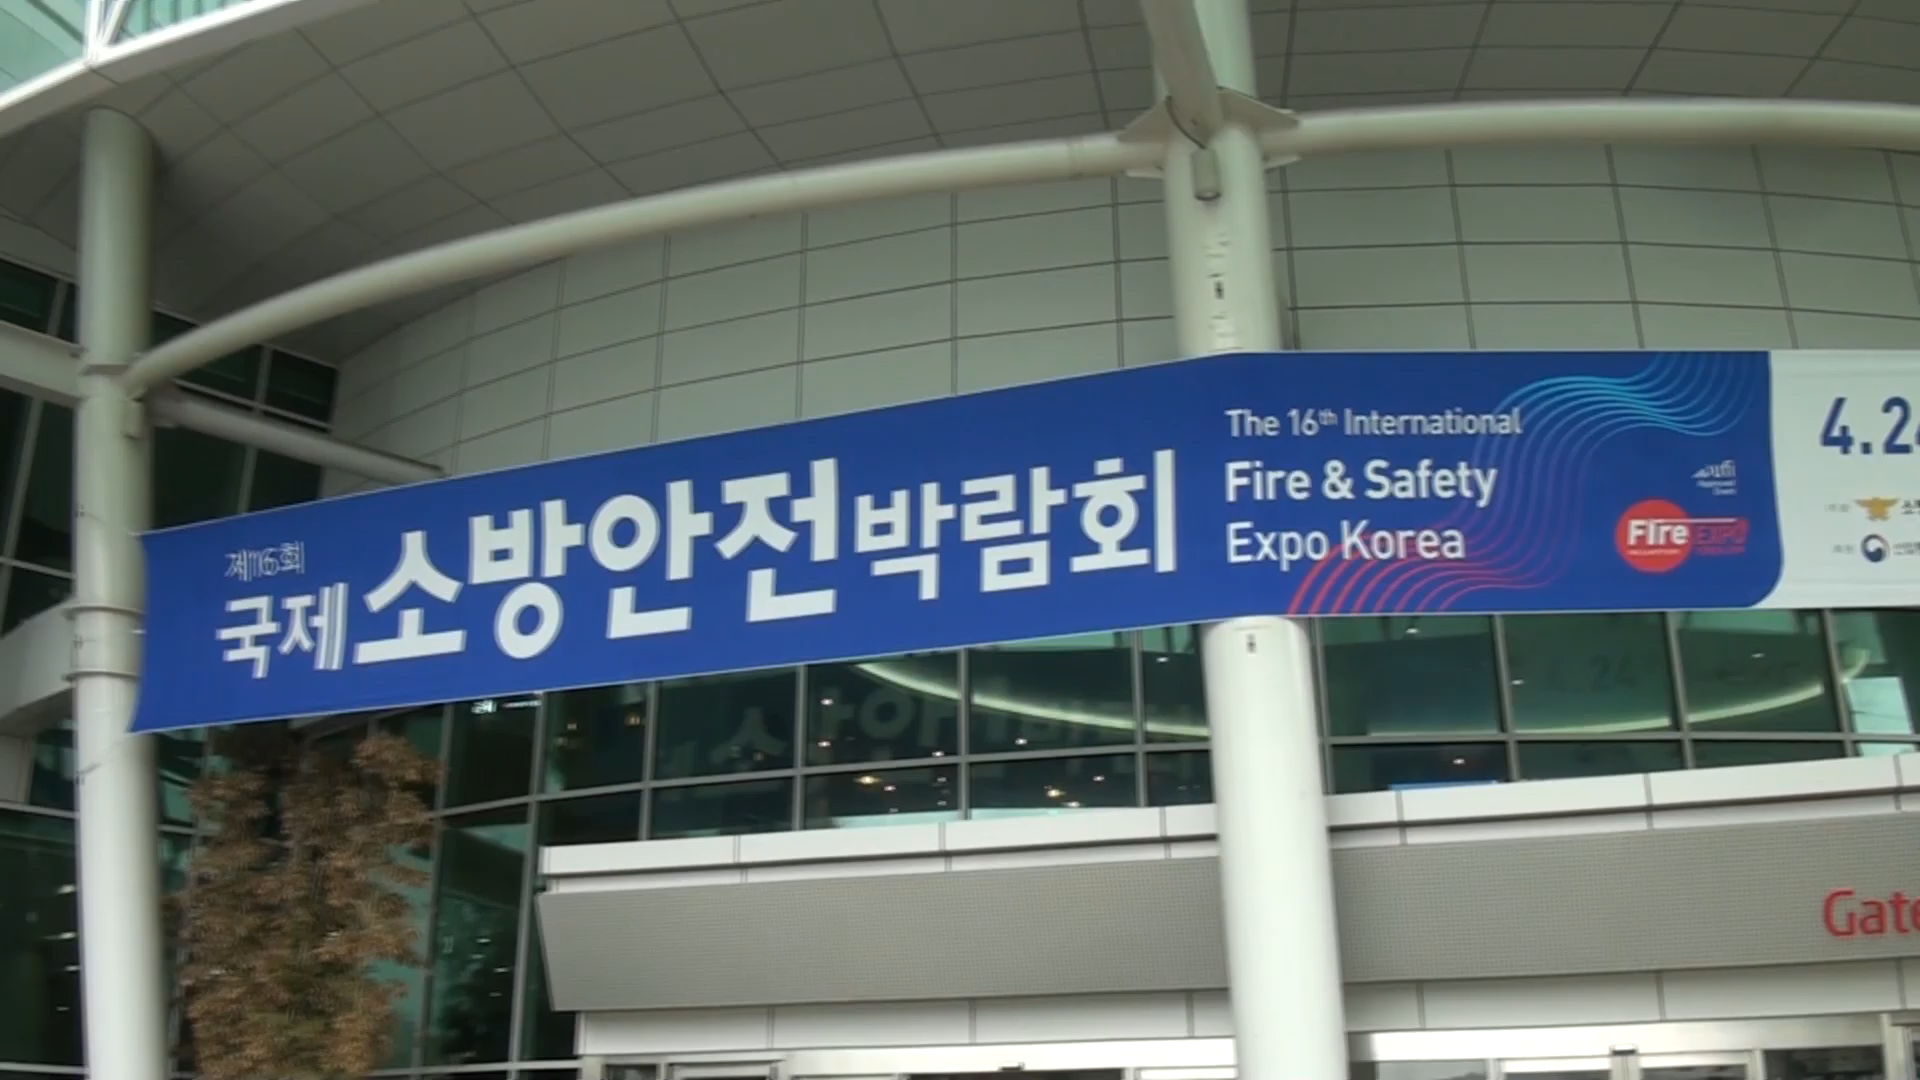 제16회
국제 소방안전박람회
The 16th International
Fire & Safety
Expo Korea
Fire EXPO
4.2
Gate